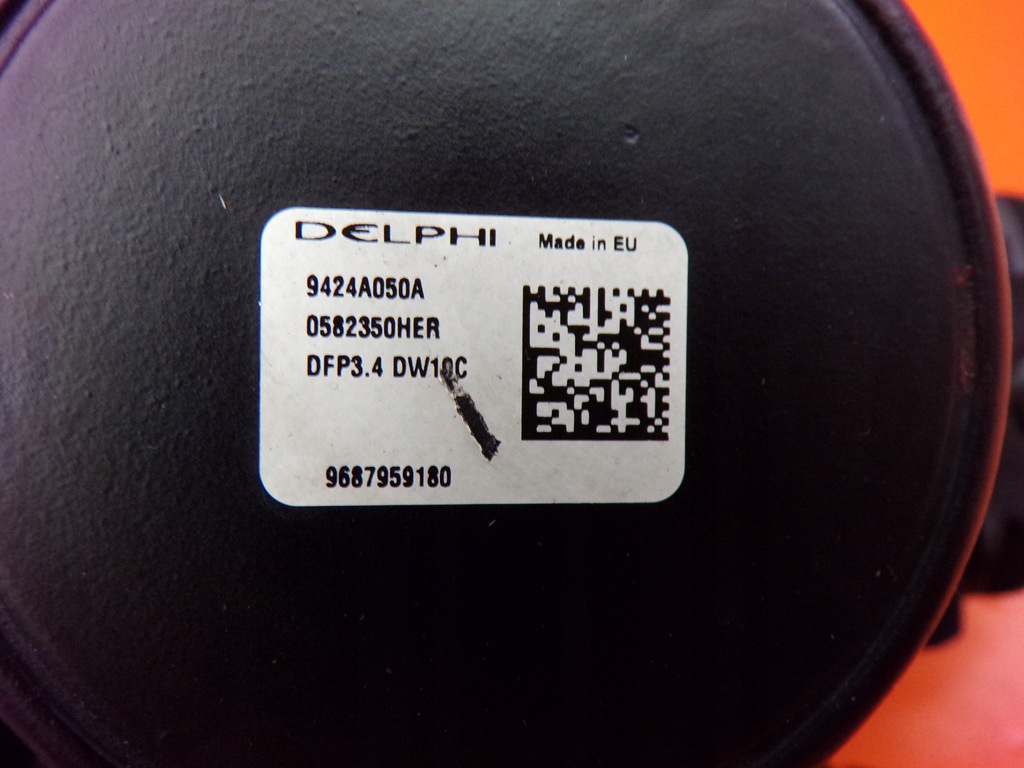 DELPHI Made in EU
9424A050A
0582350HER
DFP3.4 DW10C
9687959180